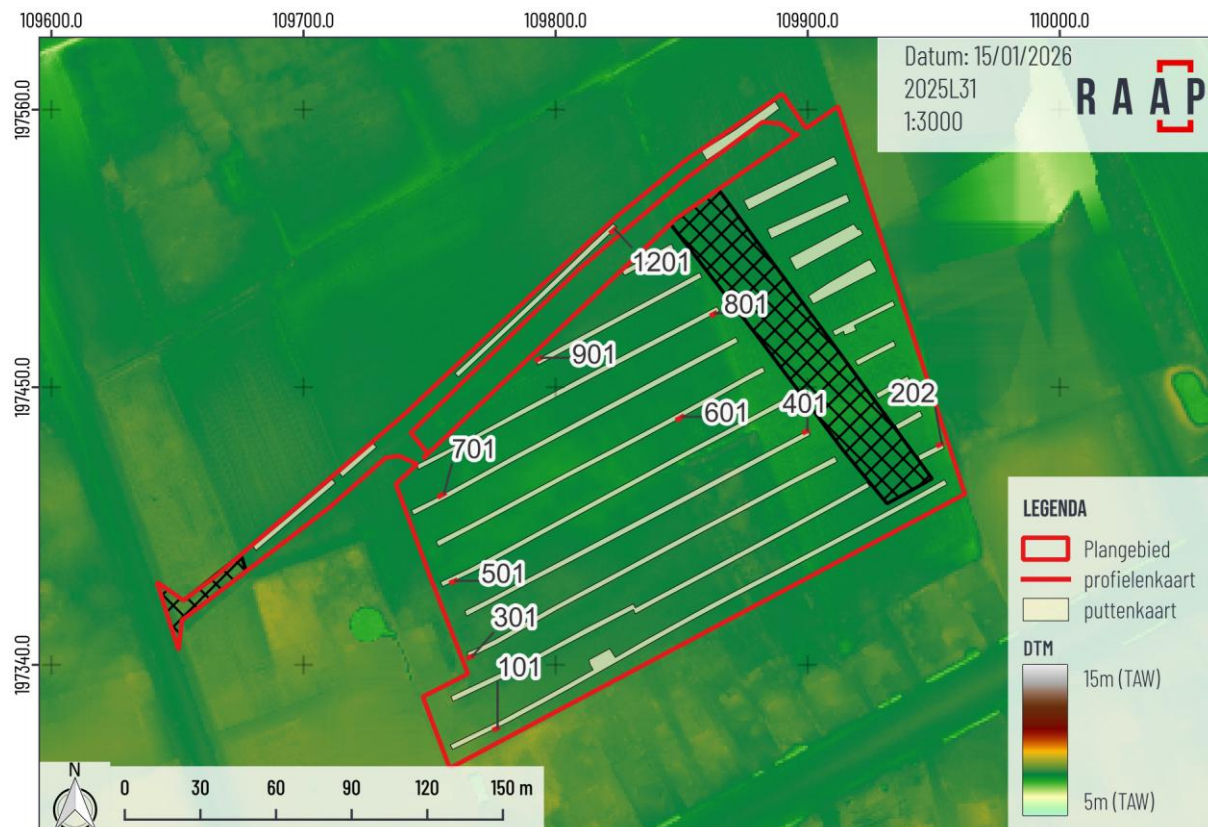 109600.0 109700.0 109800.0 109900.0 110000.0
Datum: 15/01/2026
2025L31
1:3000
RAAP
197560.0
197450.0
197340.0
1201
801
901
202
401
601
701
501
301
101
LEGENDA
Plangebied
profielenkaart
puttenkaart
DTM
15m (TAW)
5m (TAW)
N
0 30 60 90 120 150 m